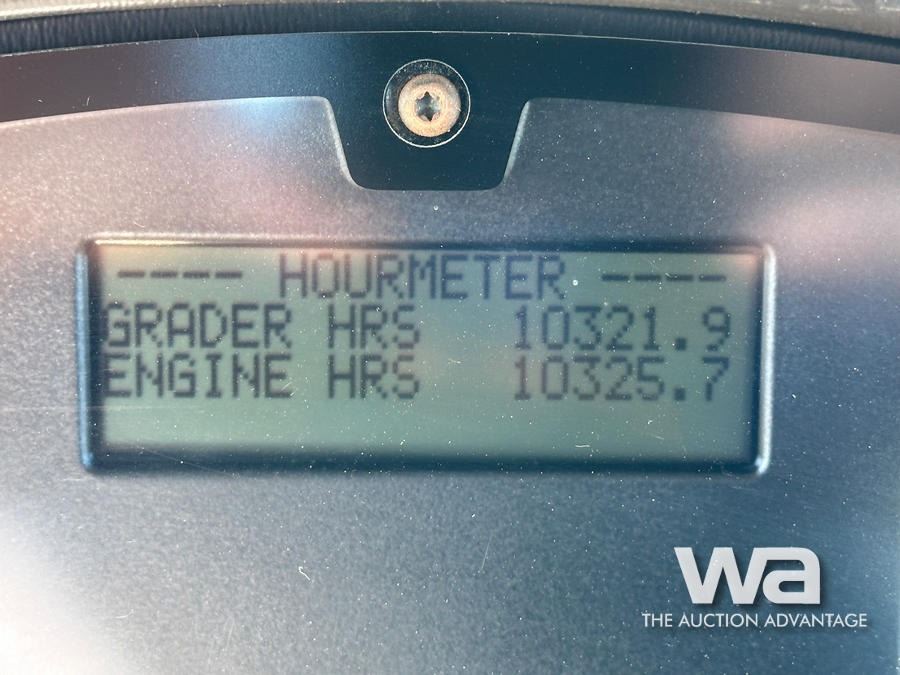 ---- HOURMETER ----
GRADER HRS 10321.9
ENGINE HRS 10325.7
wa
THE AUCTION ADVANTAGE